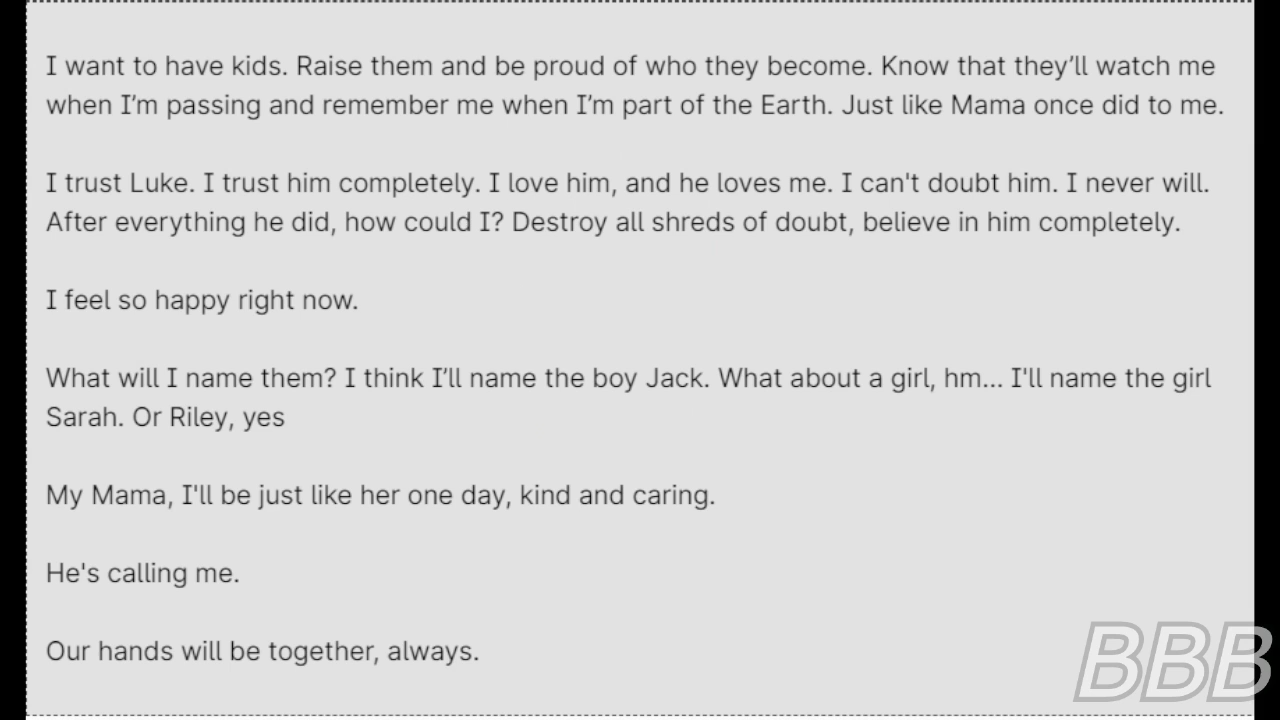 I want to have kids. Raise them and be proud of who they become. Know that they’ll watch me
when I’m passing and remember me when I’m part of the Earth. Just like Mama once did to me.
I trust Luke. I trust him completely. I love him, and he loves me. I can't doubt him. I never will.
After everything he did, how could I? Destroy all shreds of doubt, believe in him completely.
I feel so happy right now.
What will I name them? I think I’ll name the boy Jack. What about a girl, hm... I'll name the girl
Sarah. Or Riley, yes
My Mama, I'll be just like her one day, kind and caring.
He's calling me.
Our hands will be together, always.
BBB